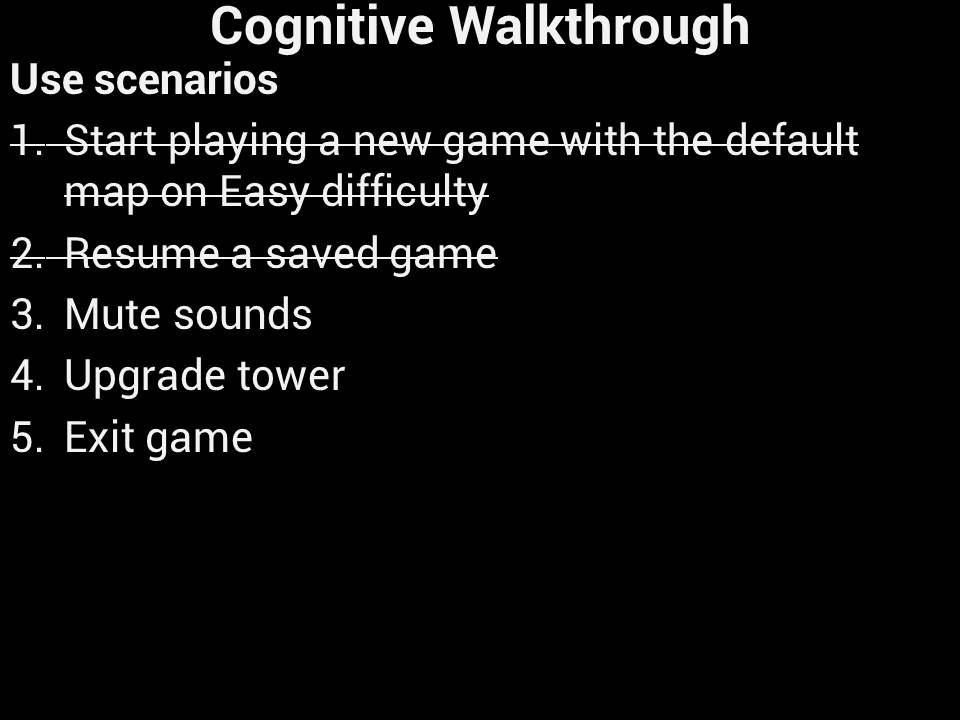 Cognitive Walkthrough
Use scenarios
1. Start playing a new game with the default
map on Easy difficulty
2. Resume a saved game
3. Mute sounds
4. Upgrade tower
5. Exit game